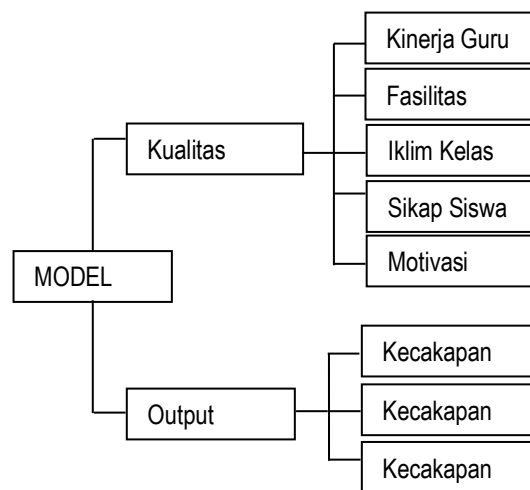 Kinerja Guru
Fasilitas
Kualitas
Iklim Kelas
Sikap Siswa
MODEL
Motivasi
Kecakapan
Output
Kecakapan
Kecakapan